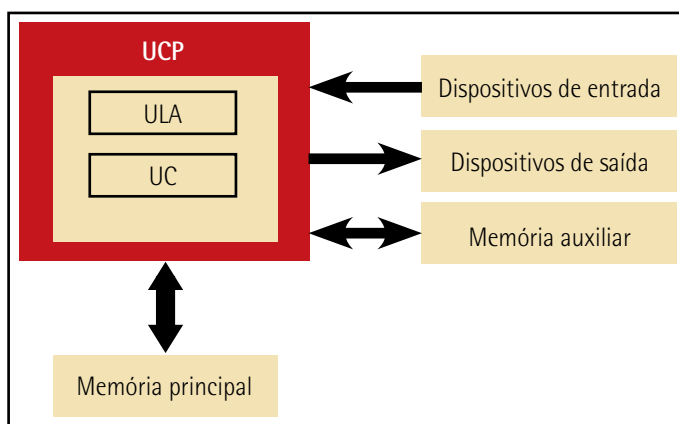 UCP
ULA
UC
Dispositivos de entrada
Dispositivos de saída
Memória auxiliar
Memória principal